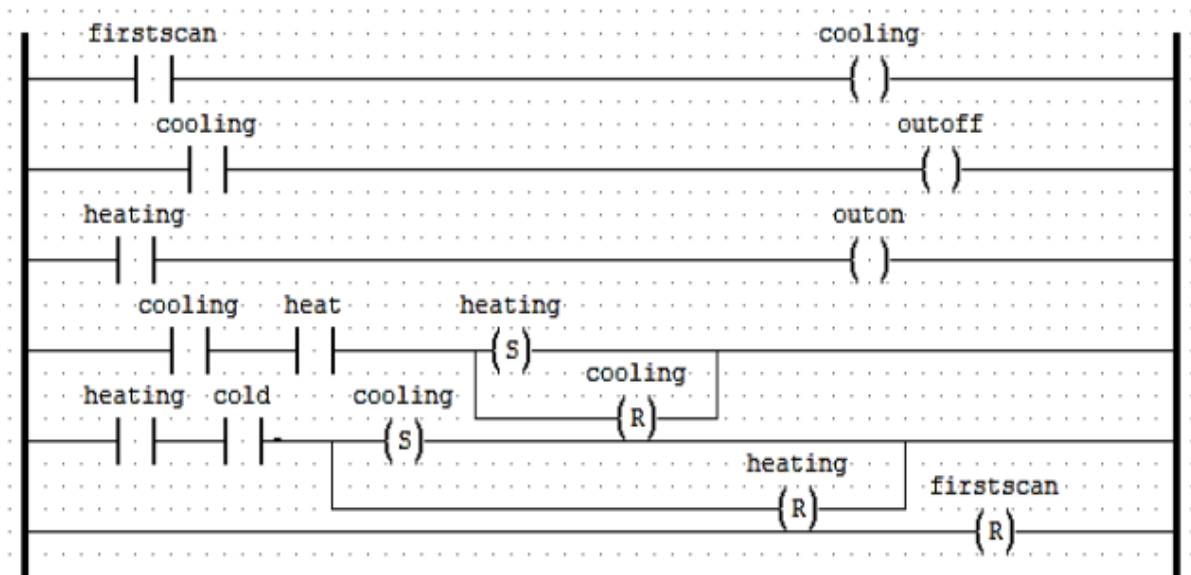 firstscan cooling
cooling outoff
heating outon
cooling heat heating
S
cooling
heating cold cooling
R
S
heating
firstscan
R
R